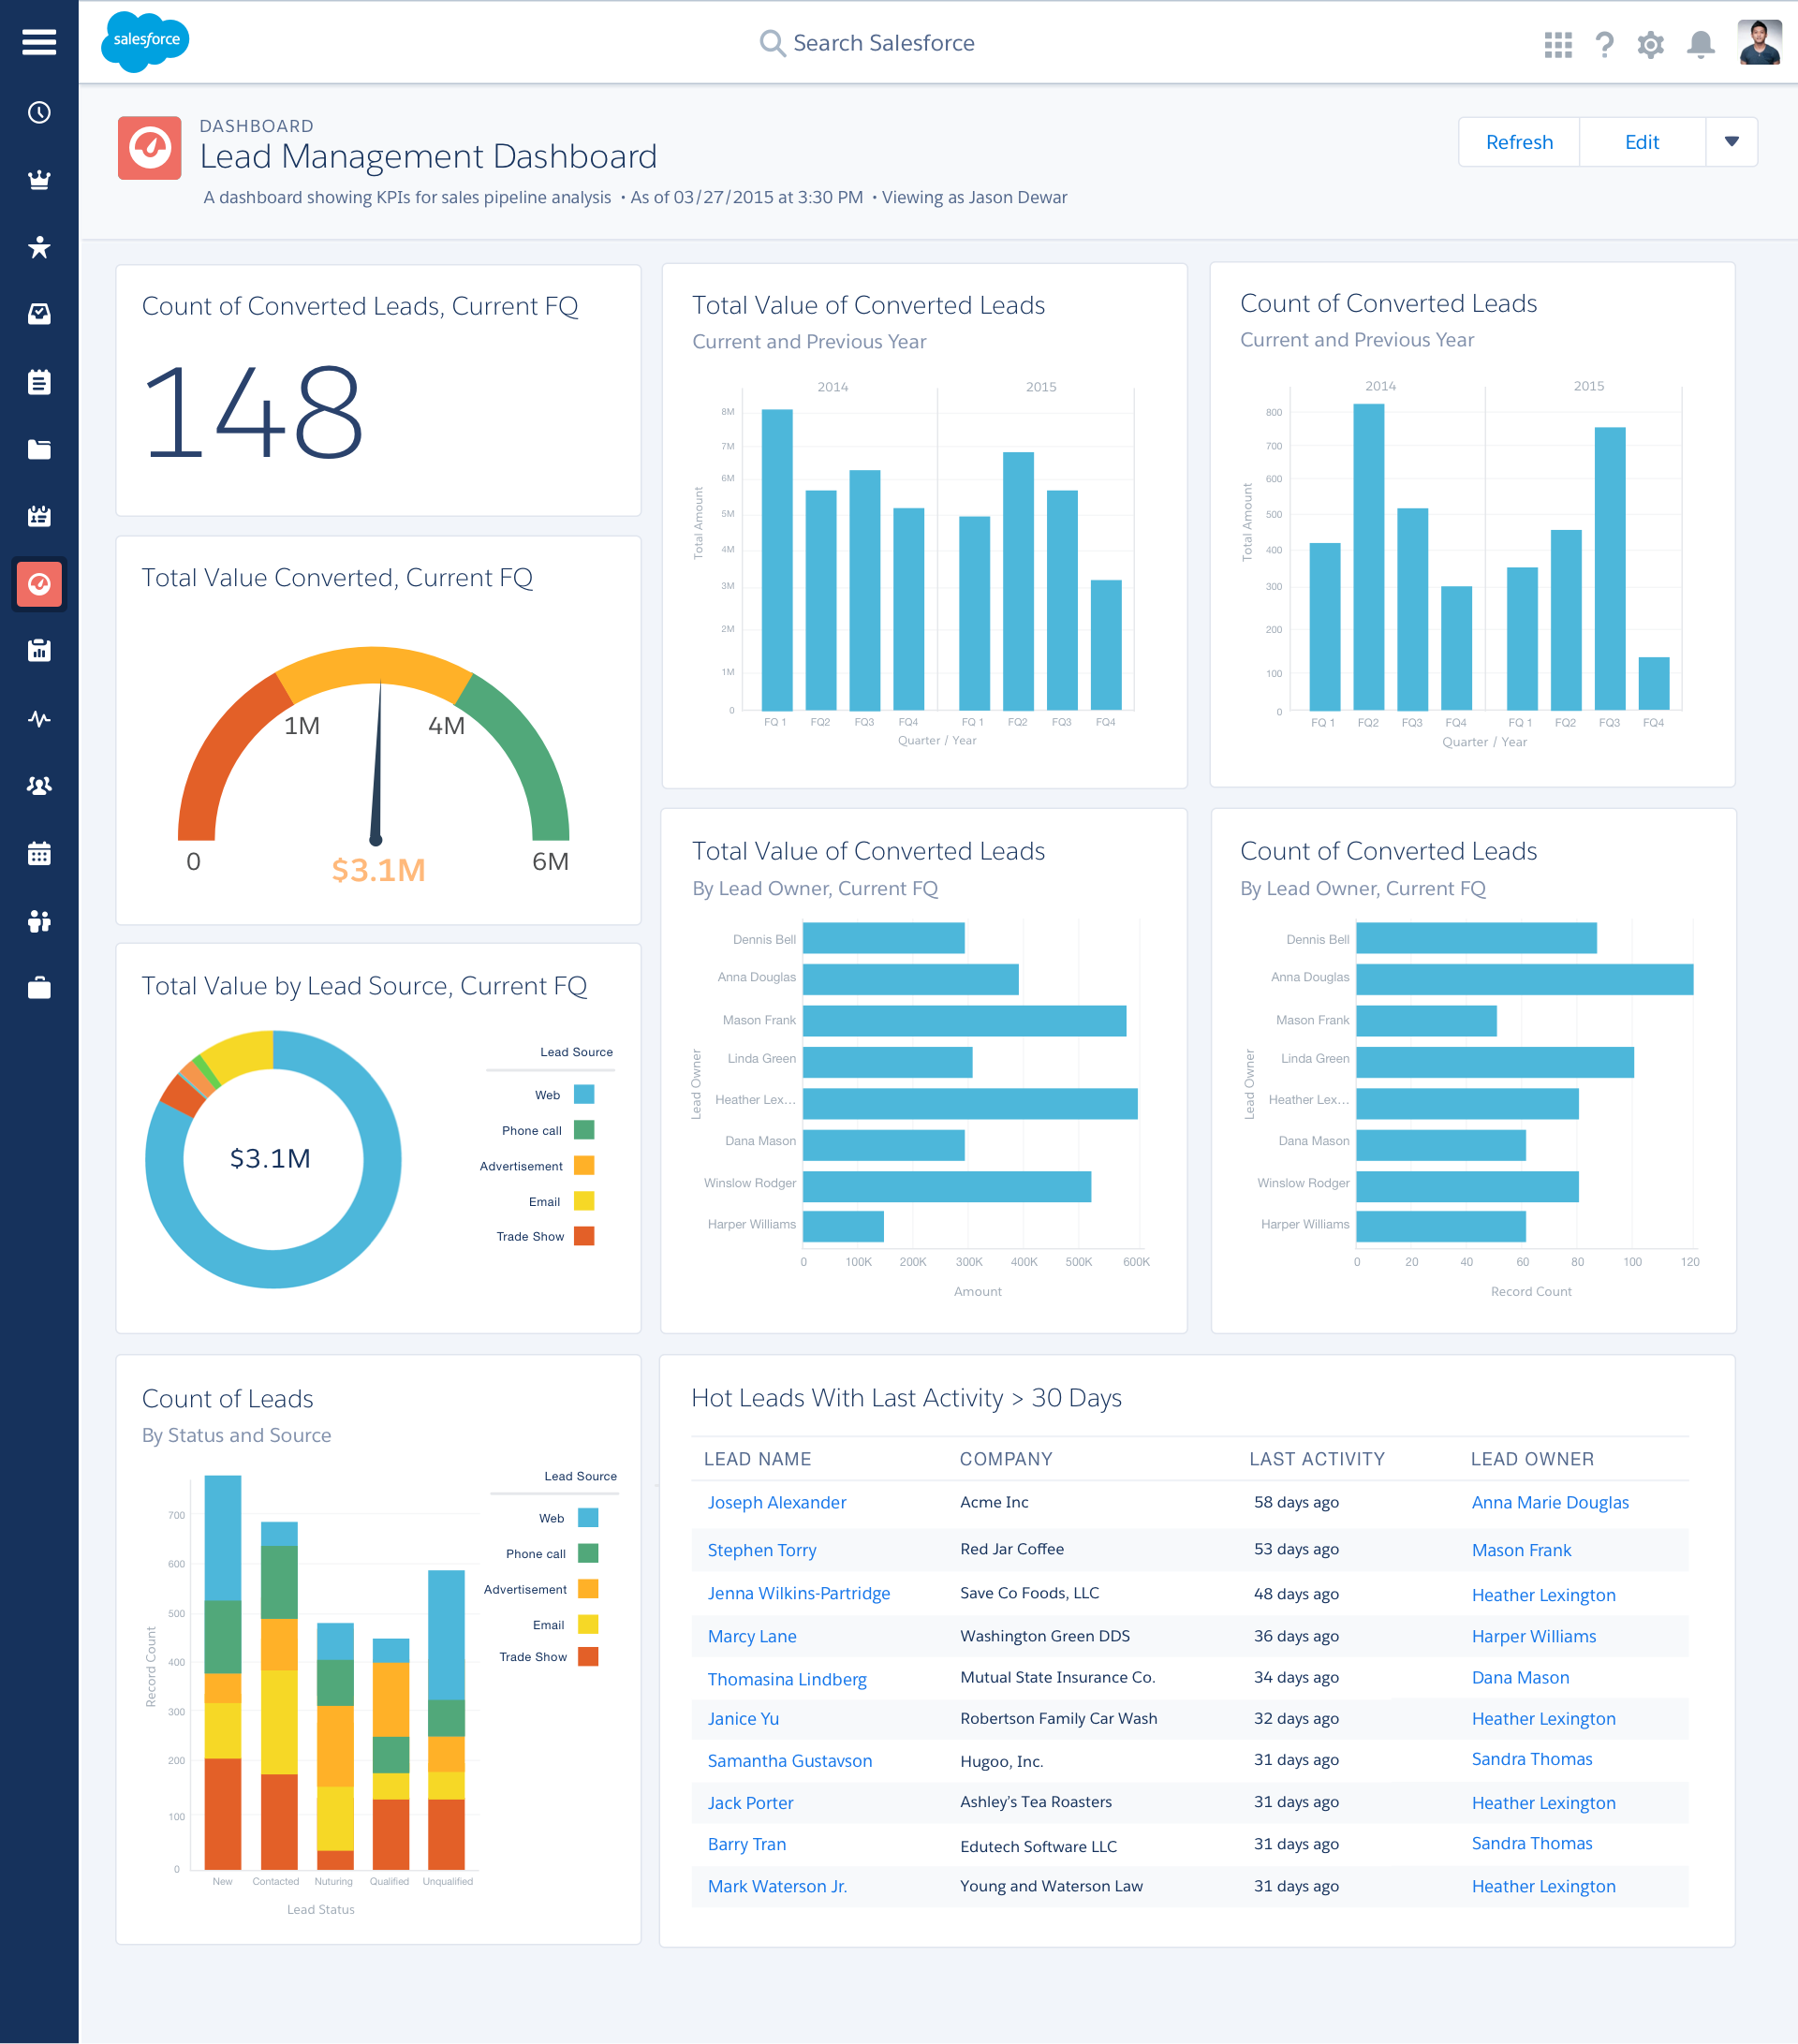 salesforce
Search Salesforce
?
DASHBOARD
Lead Management Dashboard
A dashboard showing KPIs for sales pipeline analysis • As of 03/27/2015 at 3:30 PM • Viewing as Jason Dewar
Refresh
Edit
Count of Converted Leads, Current FQ
148
Total Value Converted, Current FQ
1M
4M
0
$3.1M
6M
Total Value by Lead Source, Current FQ
$3.1M
Lead Source
Web
Phone call
Advertisement
Email
Trade Show
Total Value of Converted Leads
Current and Previous Year
2014
2015
Total Amount
8M
7M
6M
5M
4M
3M
2M
1M
0
FQ 1 FQ2 FQ3 FQ4 FQ 1 FQ2 FQ3 FQ4
Quarter / Year
Count of Converted Leads
Current and Previous Year
2014
2015
Total Amount
800
700
600
500
400
300
200
100
0
FQ 1 FQ2 FQ3 FQ4 FQ 1 FQ2 FQ3 FQ4
Quarter / Year
Total Value of Converted Leads
By Lead Owner, Current FQ
Lead Owner
Dennis Bell
Anna Douglas
Mason Frank
Linda Green
Heather Lex...
Dana Mason
Winslow Rodger
Harper Williams
0 100K 200K 300K 400K 500K 600K
Amount
Count of Converted Leads
By Lead Owner, Current FQ
Lead Owner
Dennis Bell
Anna Douglas
Mason Frank
Linda Green
Heather Lex...
Dana Mason
Winslow Rodger
Harper Williams
0 20 40 60 80 100 120
Record Count
Count of Leads
By Status and Source
Record Count
700
600
500
400
300
200
100
0
New Contacted Nuturing Qualified Unqualified
Lead Status
Lead Source
Web
Phone call
Advertisement
Email
Trade Show
Hot Leads With Last Activity > 30 Days
LEAD NAME COMPANY LAST ACTIVITY LEAD OWNER
Joseph Alexander Acme Inc 58 days ago Anna Marie Douglas
Stephen Torry Red Jar Coffee 53 days ago Mason Frank
Jenna Wilkins-Partridge Save Co Foods, LLC 48 days ago Heather Lexington
Marcy Lane Washington Green DDS 36 days ago Harper Williams
Thomasina Lindberg Mutual State Insurance Co. 34 days ago Dana Mason
Janice Yu Robertson Family Car Wash 32 days ago Heather Lexington
Samantha Gustavson Hugoo, Inc. 31 days ago Sandra Thomas
Jack Porter Ashley's Tea Roasters 31 days ago Heather Lexington
Barry Tran Edutech Software LLC 31 days ago Sandra Thomas
Mark Waterson Jr. Young and Waterson Law 31 days ago Heather Lexington